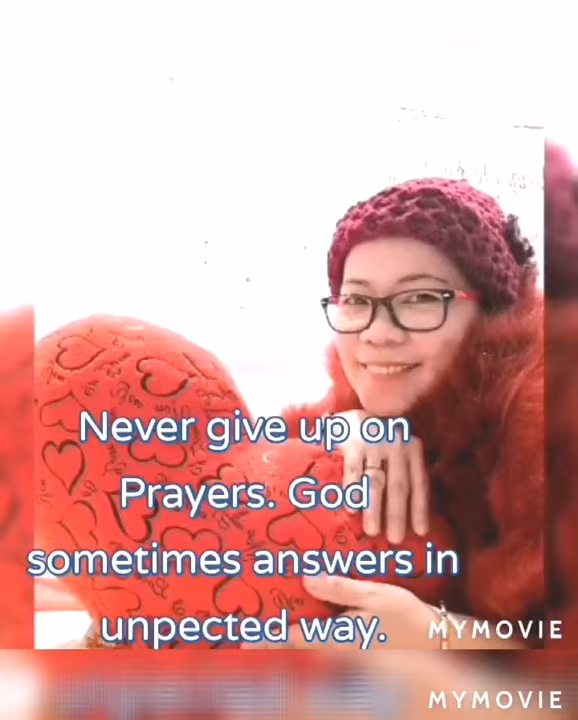 Never give up on
Prayers. God
sometimes answers in
unpected way.
MYMOVIE
MYMOVIE